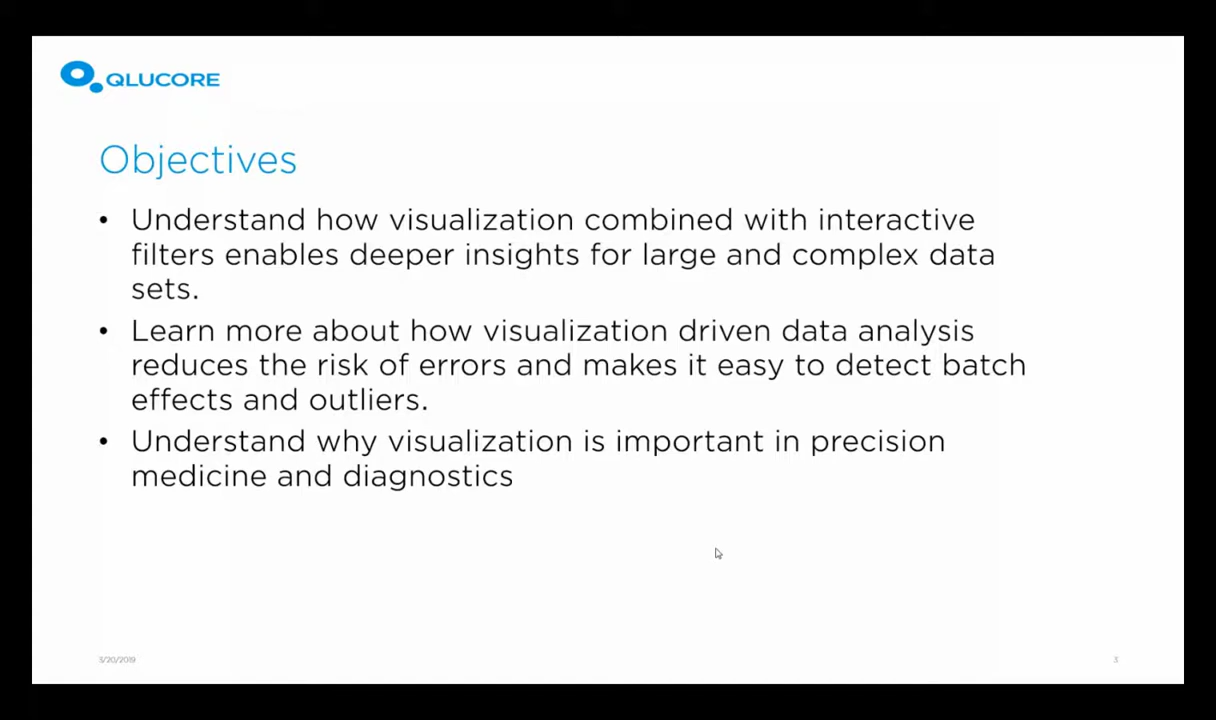 QLUCORE
Objectives
• Understand how visualization combined with interactive
filters enables deeper insights for large and complex data
sets.
• Learn more about how visualization driven data analysis
reduces the risk of errors and makes it easy to detect batch
effects and outliers.
• Understand why visualization is important in precision
medicine and diagnostics
3/20/2019
3